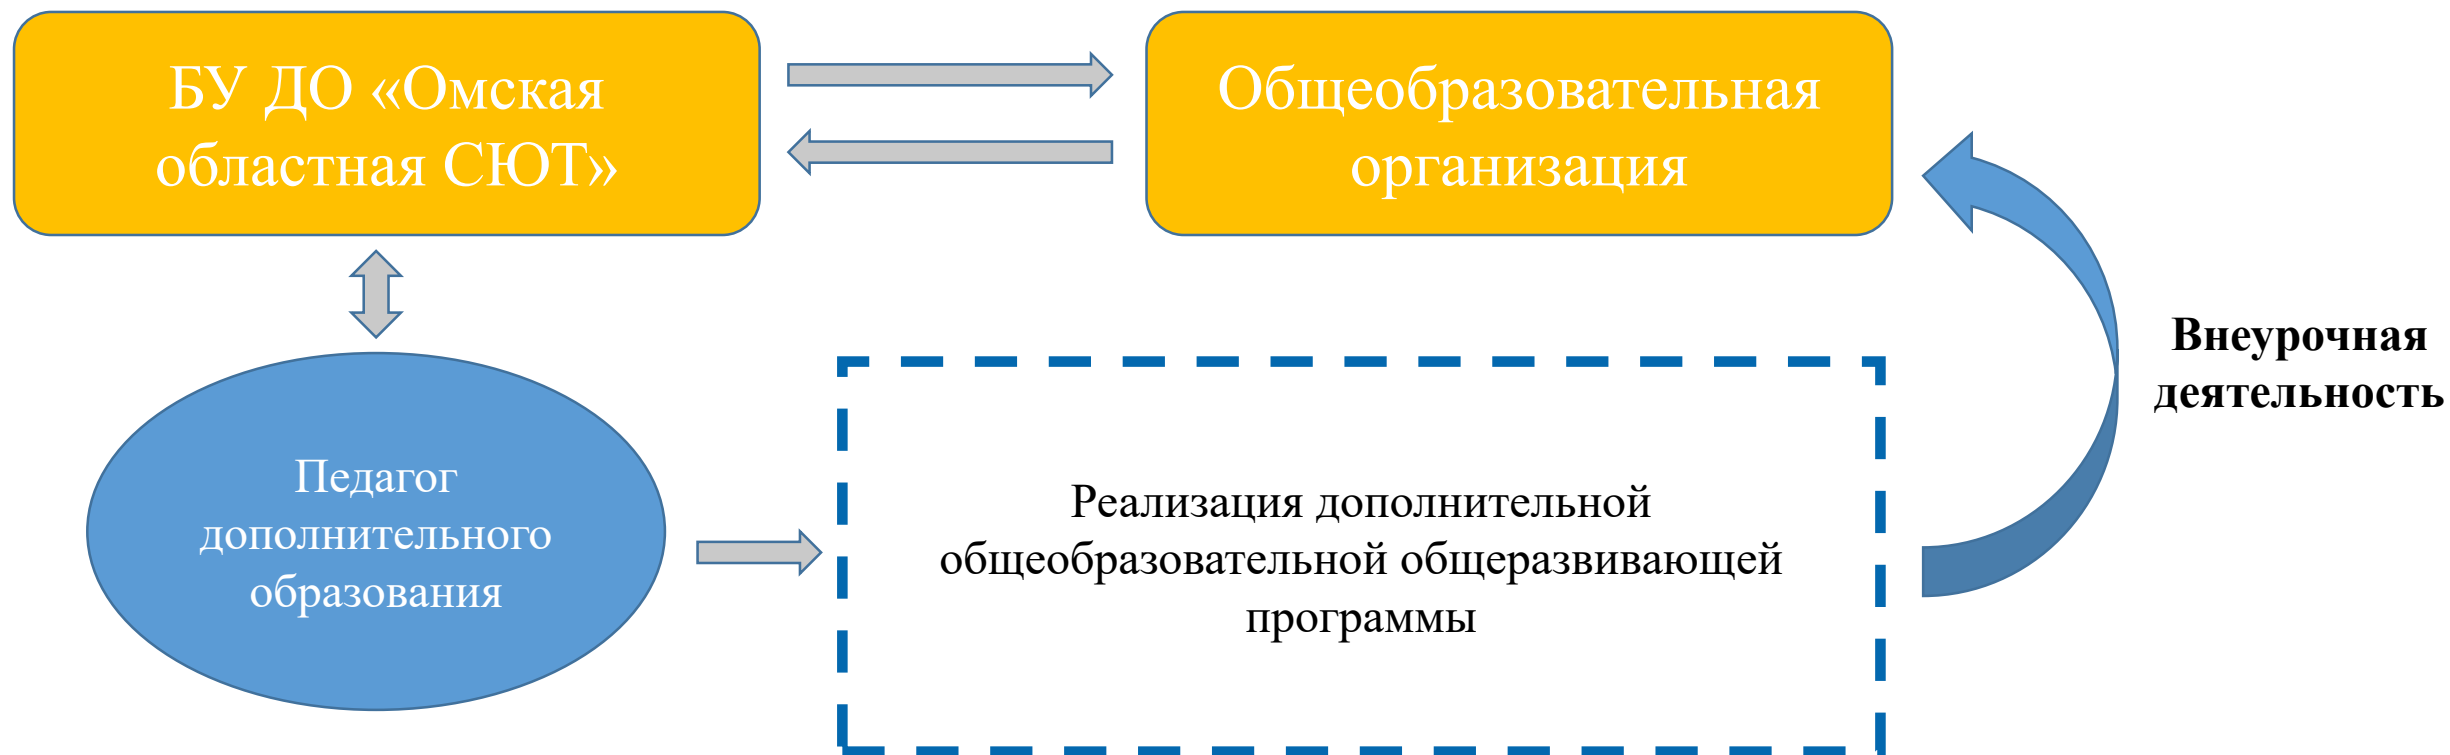 БУ ДО «Омская
областная СЮТ»
Общеобразовательная
организация
Внеурочная
деятельность
Педагог
дополнительного
образования
Реализация дополнительной
общеобразовательной общеразвивающей
программы